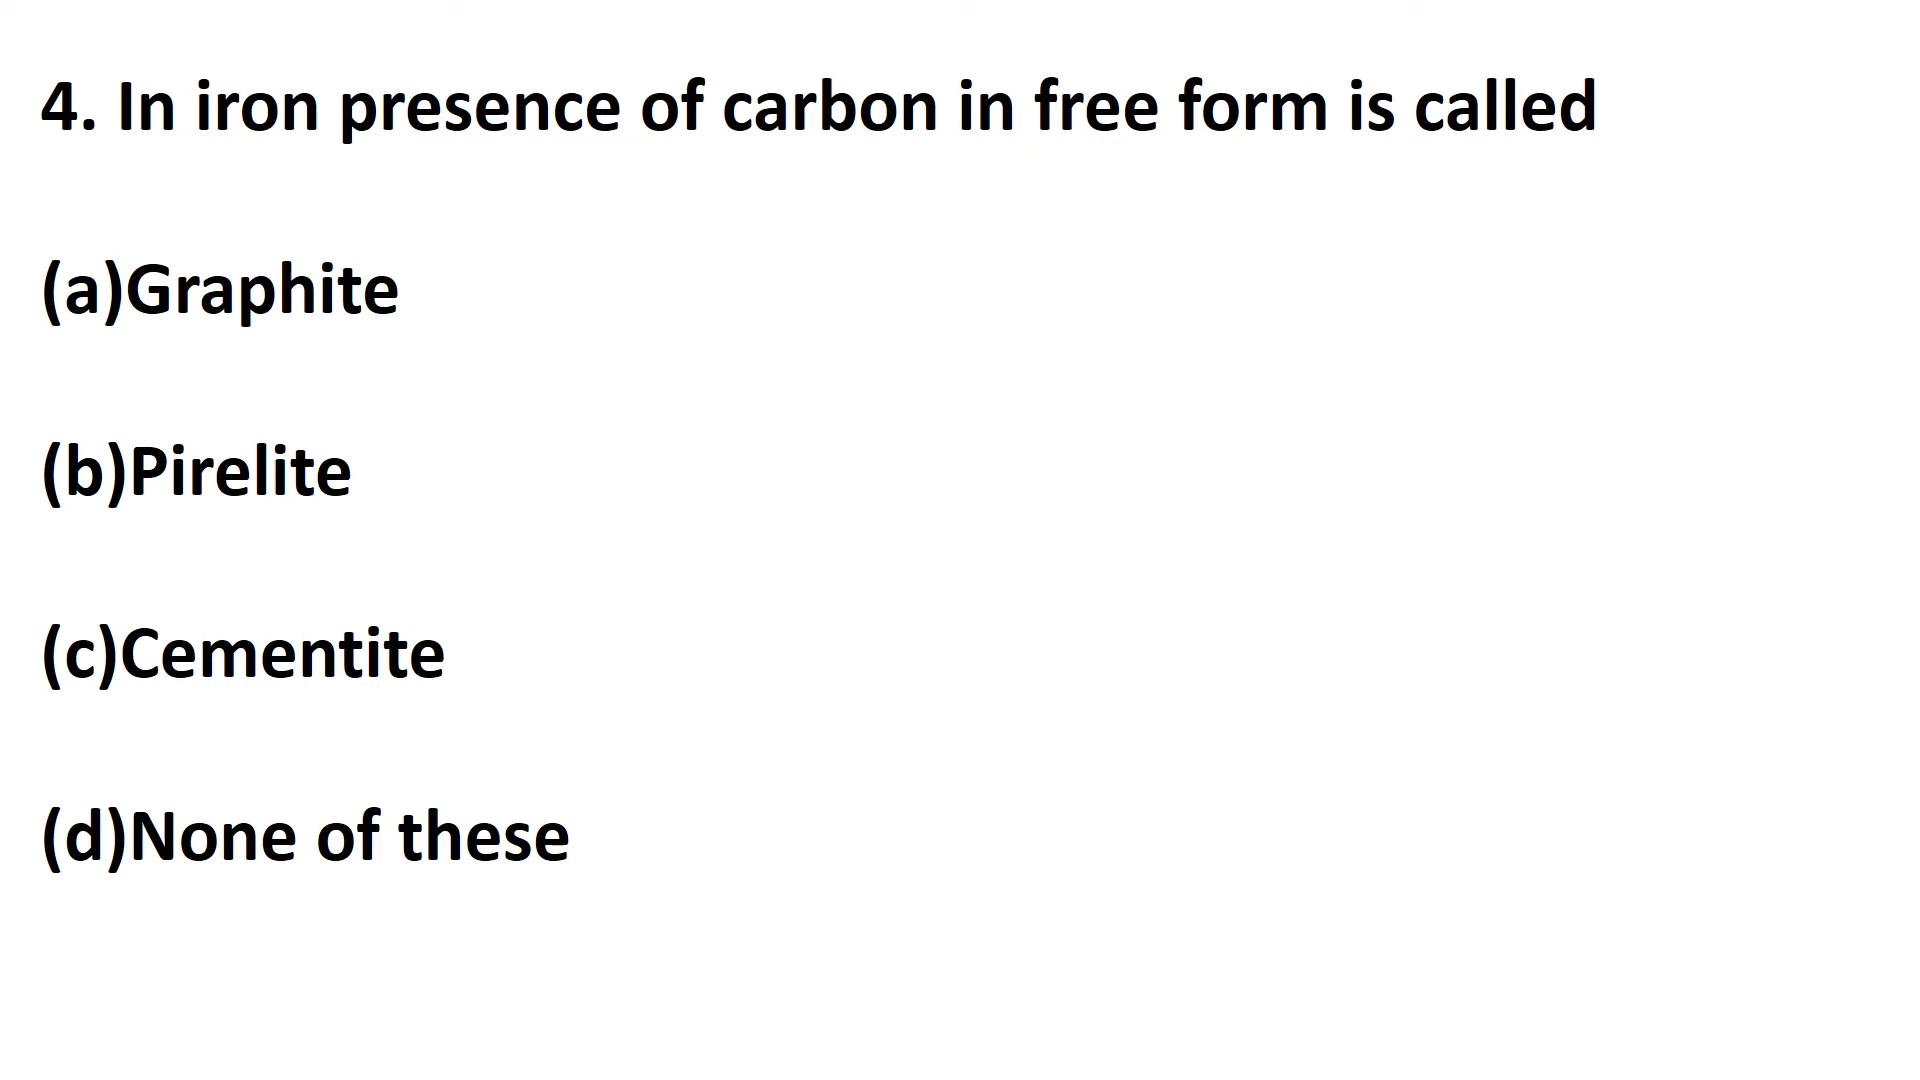 4. In iron presence of carbon in free form is called
(a)Graphite
(b)Pirelite
(c)Cementite
(d)None of these